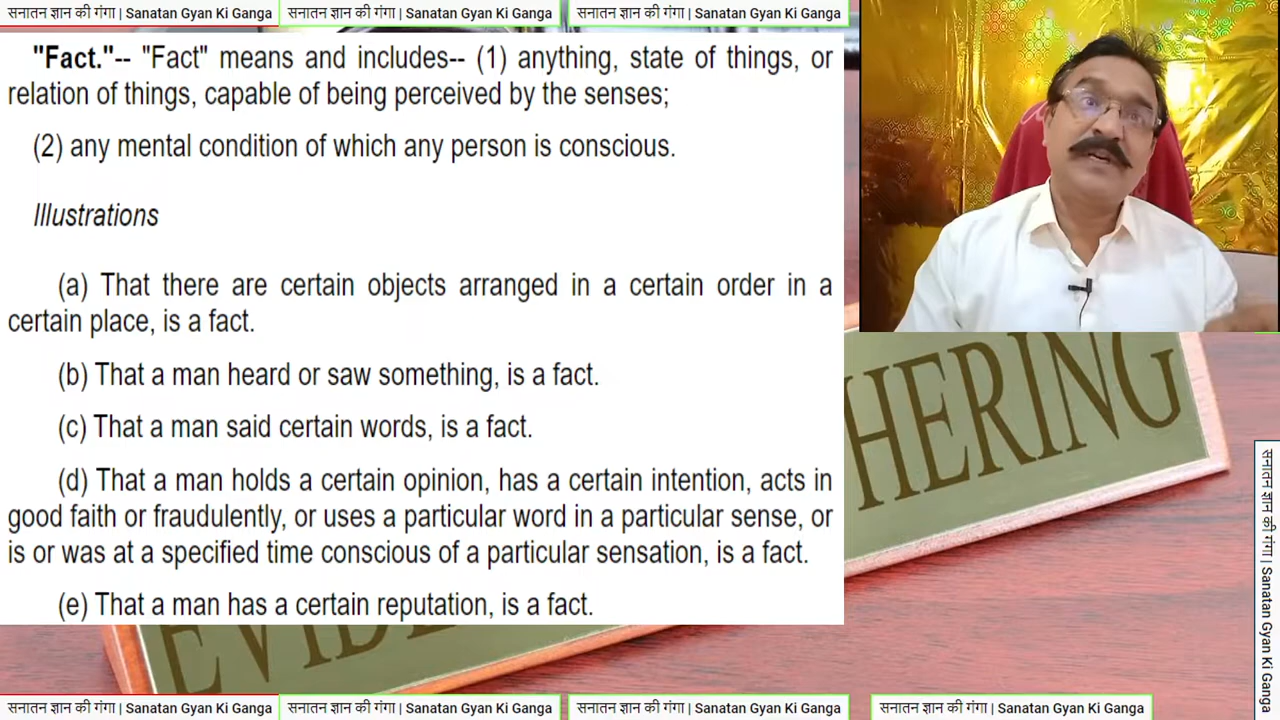 सनातन ज्ञान की गंगा | Sanatan Gyan Ki Ganga
सनातन ज्ञान की गंगा | Sanatan Gyan Ki Ganga
सनातन ज्ञान की गंगा | Sanatan Gyan Ki Ganga
"Fact."-- "Fact" means and includes-- (1) anything, state of things, or
relation of things, capable of being perceived by the senses;
(2) any mental condition of which any person is conscious.
Illustrations
(a) That there are certain objects arranged in a certain order in a
certain place, is a fact.
(b) That a man heard or saw something, is a fact.
(c) That a man said certain words, is a fact.
(d) That a man holds a certain opinion, has a certain intention, acts in
good faith or fraudulently, or uses a particular word in a particular sense, or
is or was at a specified time conscious of a particular sensation, is a fact.
(e) That a man has a certain reputation, is a fact.
HERING
सनातन ज्ञान की गंगा | Sanatan Gyan Ki Ganga
सनातन ज्ञान की गंगा | Sanatan Gyan Ki Ganga
सनातन ज्ञान की गंगा | Sanatan Gyan Ki Ganga
सनातन ज्ञान की गंगा | Sanatan Gyan Ki Ganga
सनातन ज्ञान की गंगा | Sanatan Gyan Ki Ganga